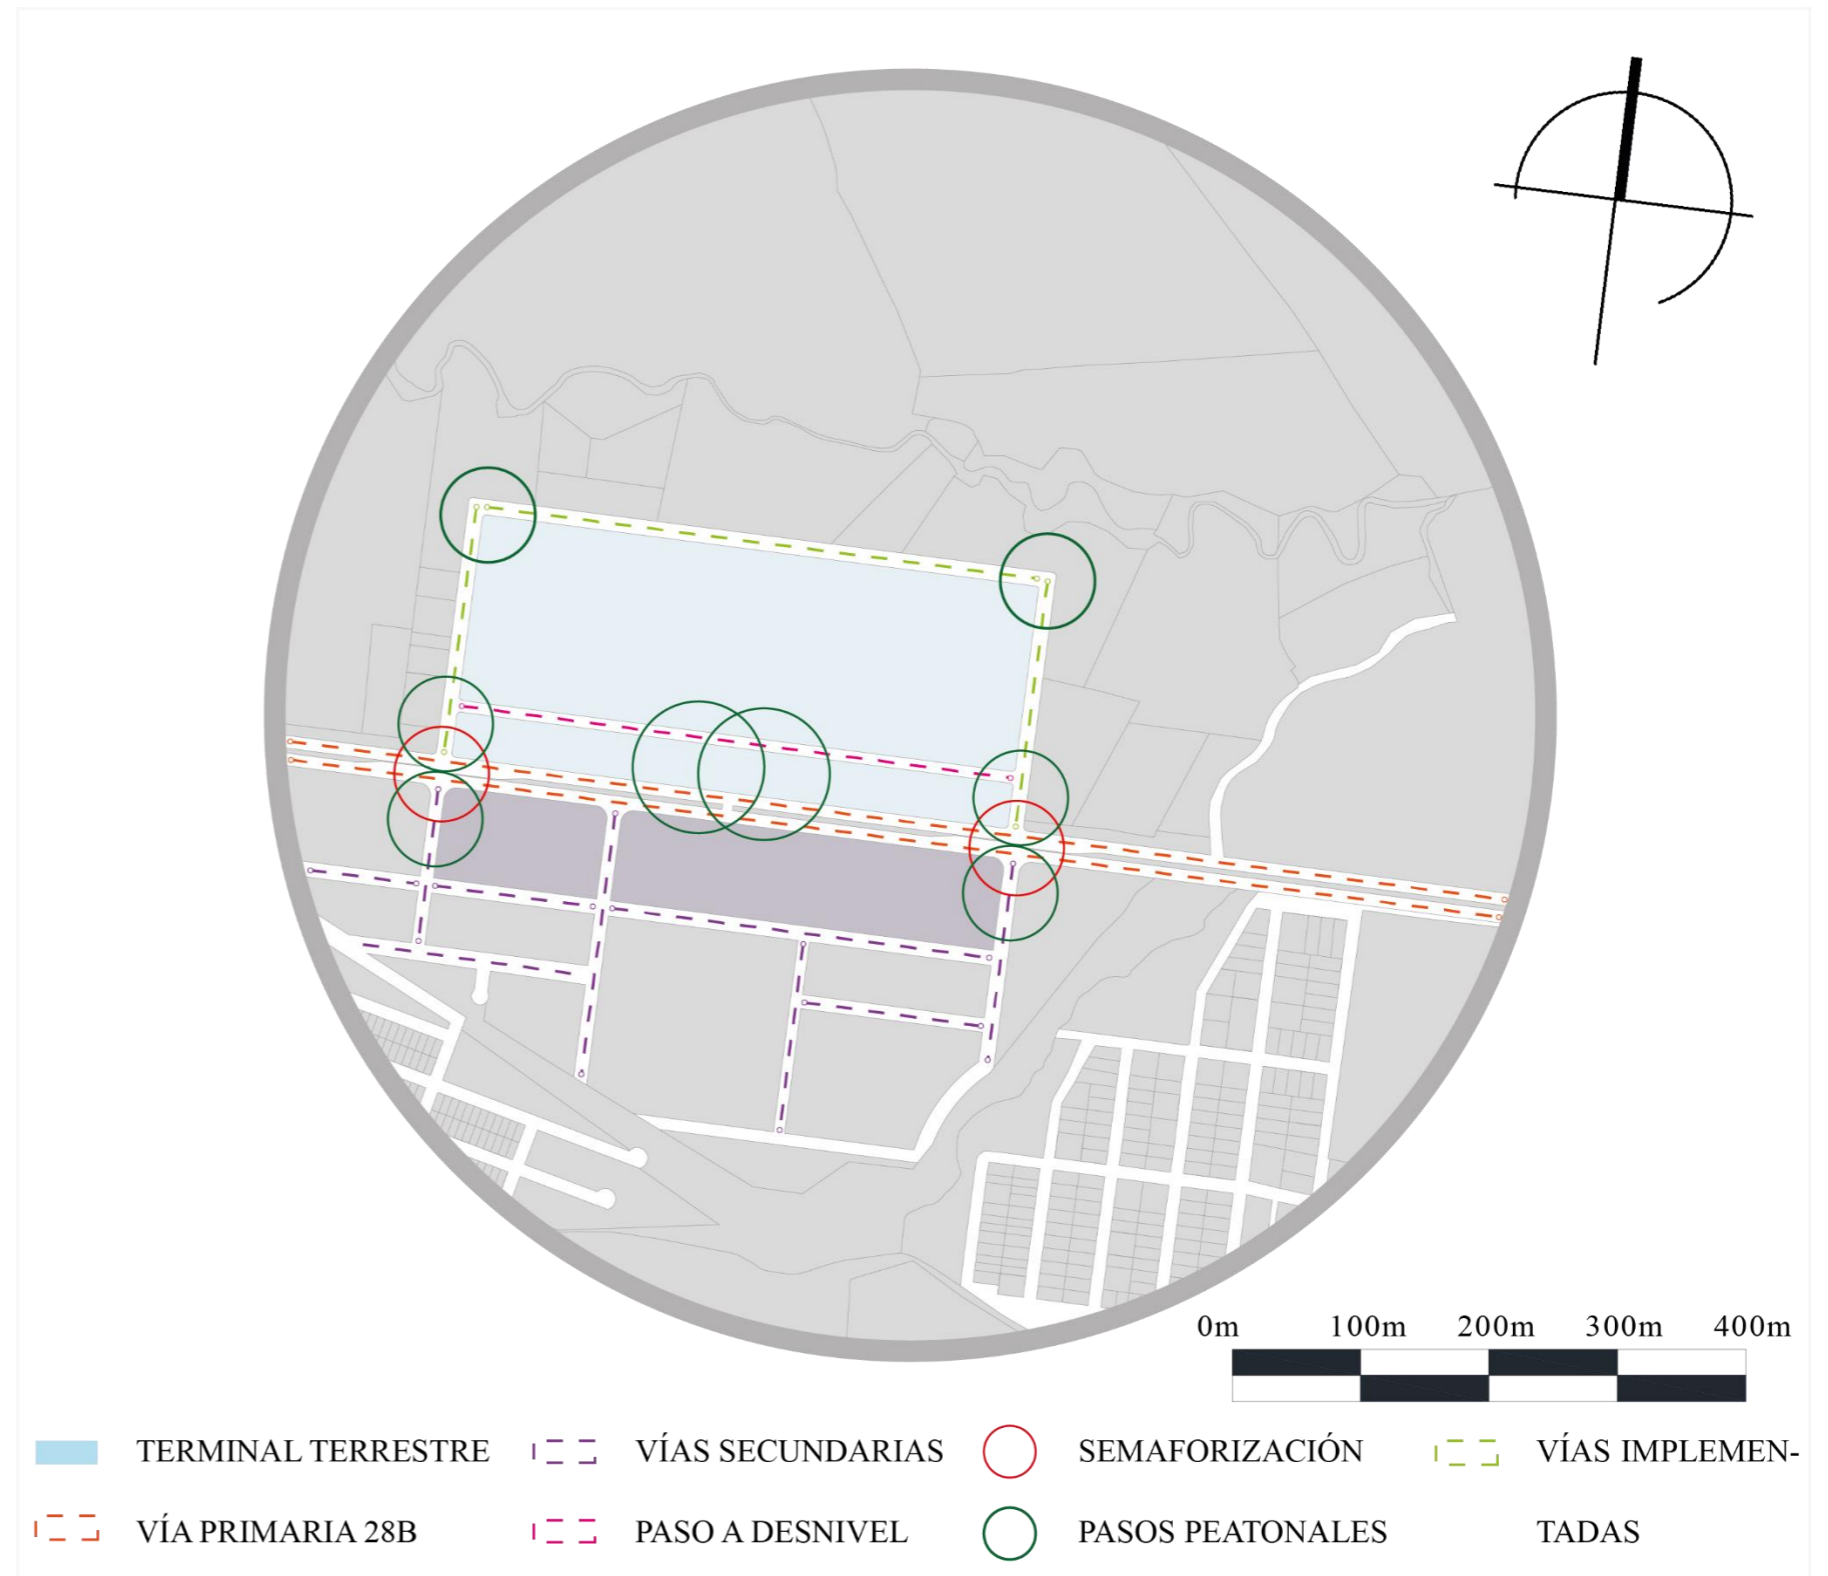 0m 100m 200m 300m 400m
TERMINAL TERRESTRE VÍAS SECUNDARIAS SEMAFORIZACIÓN VÍAS IMPLEMEN-
VÍA PRIMARIA 28B PASO A DESNIVEL PASOS PEATONALES TADAS